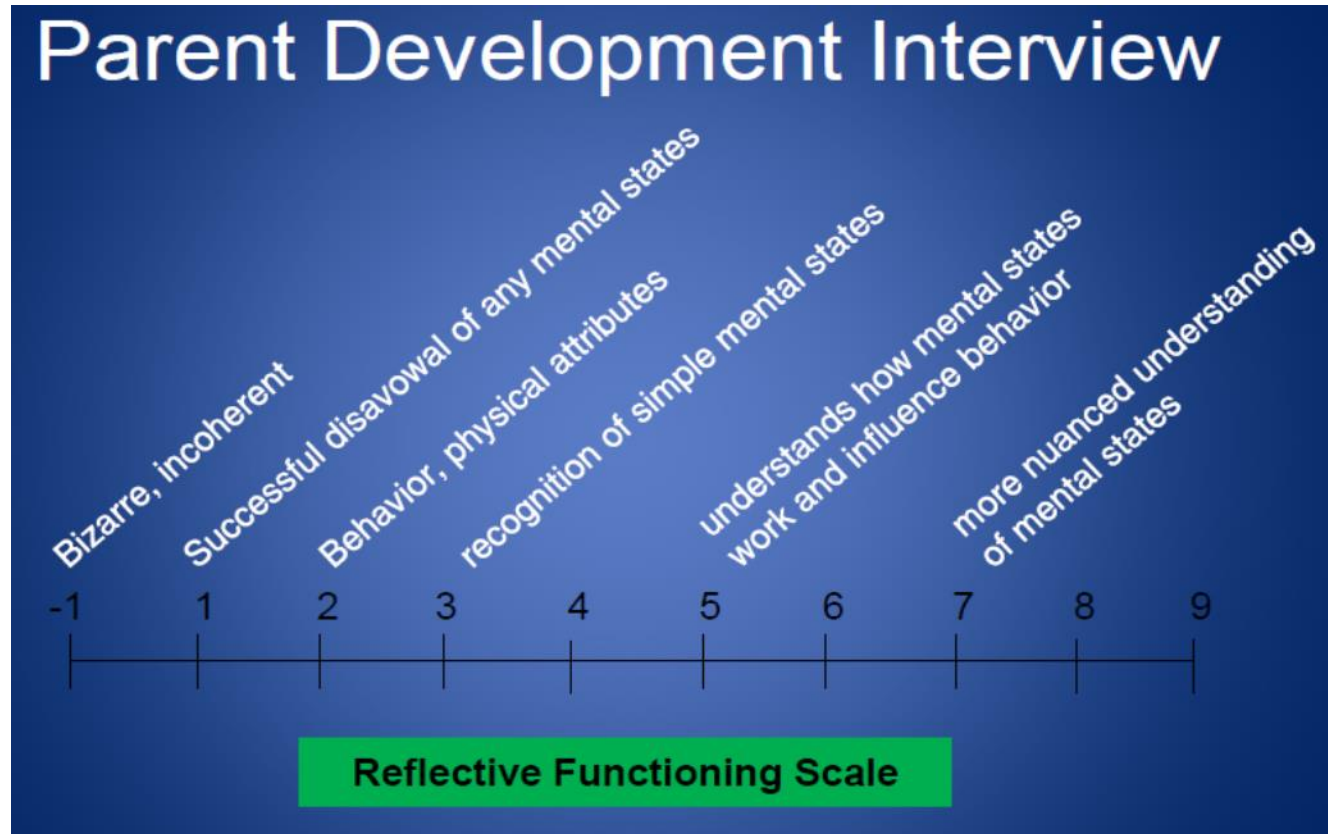 Parent Development Interview
Bizarre, incoherent
Successful disavowal of any mental states
Behavior, physical attributes
recognition of simple mental states
understands how mental states
work and influence behavior
more nuanced understanding
of mental states
-1 1 2 3 4 5 6 7 8 9
Reflective Functioning Scale